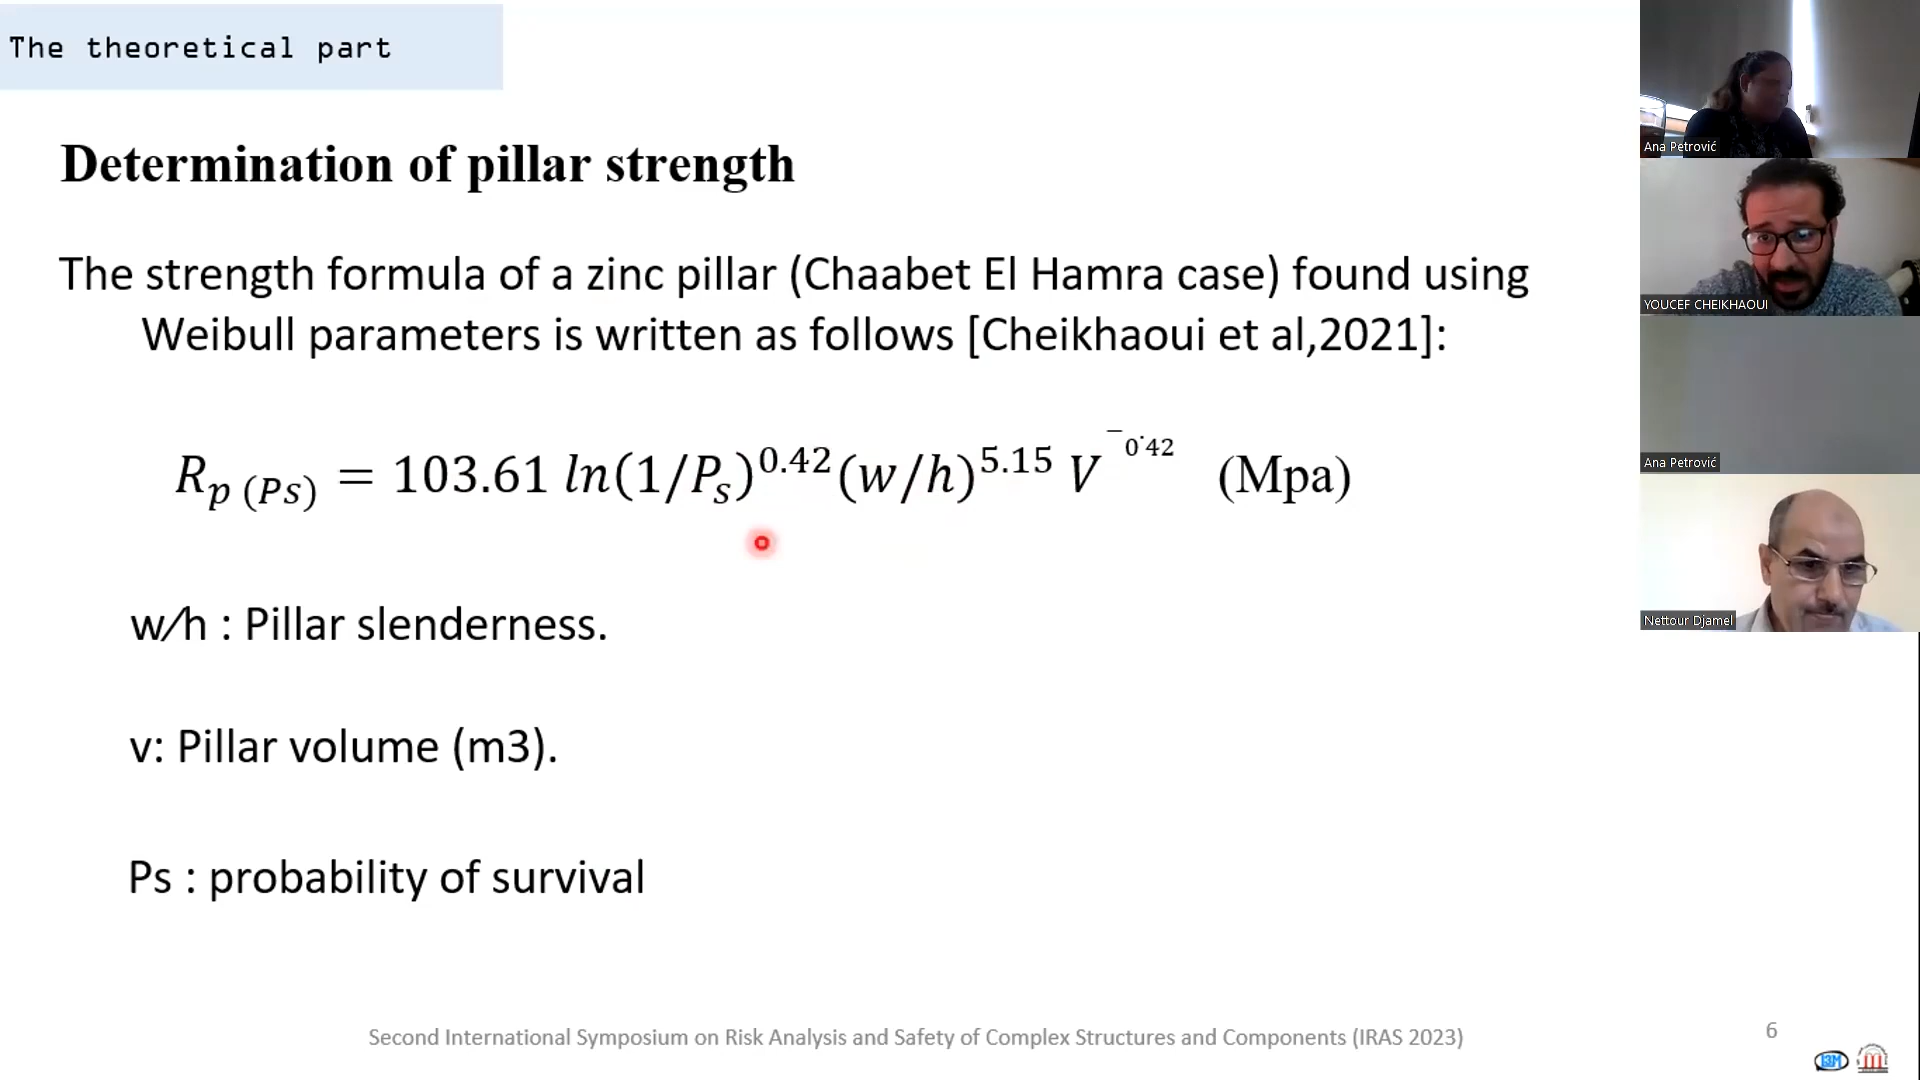 The theoretical part
Determination of pillar strength
The strength formula of a zinc pillar (Chaabet El Hamra case) found using
Weibull parameters is written as follows [Cheikhaoui et al,2021]:
R_{p (Ps)} = 103.61 ln(1/P_s)^{0.42}(w/h)^{5.15} V^{-0.42} (Mpa)
w/h : Pillar slenderness.
v: Pillar volume (m3).
Ps : probability of survival
Second International Symposium on Risk Analysis and Safety of Complex Structures and Components (IRAS 2023)
6
Ana Petrović
YOUCEF CHEIKHAOUI
Ana Petrović
Nettour Djamel